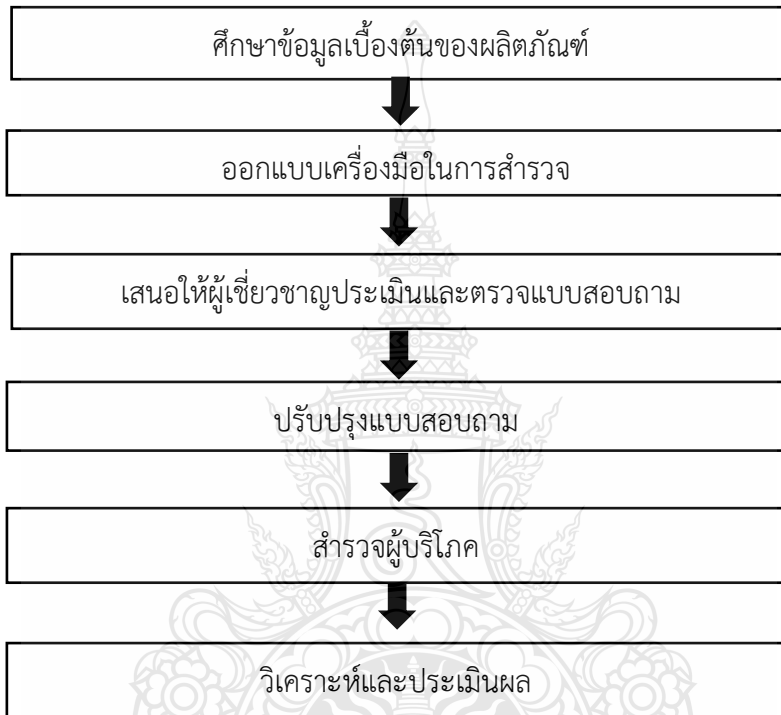 ศึกษาข้อมูลเบื้องต้นของผลิตภัณฑ์
ออกแบบเครื่องมือในการสำรวจ
เสนอให้ผู้เชี่ยวชาญประเมินและตรวจแบบสอบถาม
ปรับปรุงแบบสอบถาม
สำรวจผู้บริโภค
วิเคราะห์และประเมินผล